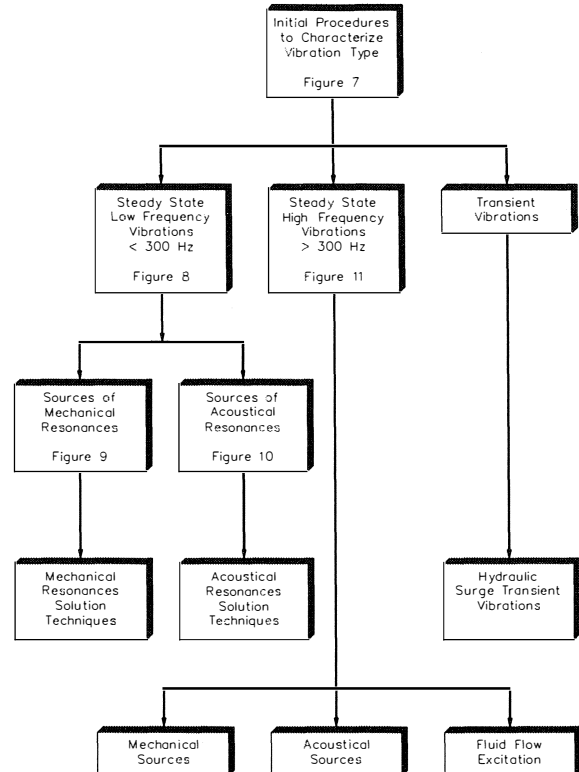 Initial Procedures
to Characterize
Vibration Type
Figure 7
Steady State
Low Frequency
Vibrations
< 300 Hz
Figure 8
Steady State
High Frequency
Vibrations
> 300 Hz
Figure 11
Transient
Vibrations
Sources of
Mechanical
Resonances
Figure 9
Sources of
Acoustical
Resonances
Figure 10
Mechanical
Resonances
Solution
Techniques
Acoustical
Resonances
Solution
Techniques
Hydraulic
Surge Transient
Vibrations
Mechanical
Sources
Acoustical
Sources
Fluid Flow
Excitation